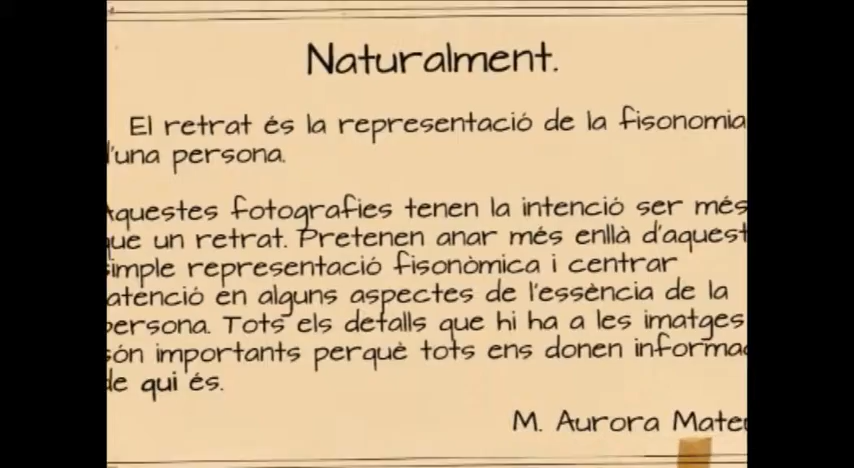 Naturalment.
El retrat és la representació de la fisonomia
l'una persona.
Aquestes fotografies tenen la intenció ser més
que un retrat. Pretenen anar més enllà d'aquest
simple representació fisonòmica i centrar
atenció en alguns aspectes de l'essència de la
persona. Tots els detalls que hi ha a les imatges
són importants perquè tots ens donen informac
de qui és.
M. Aurora Mateu